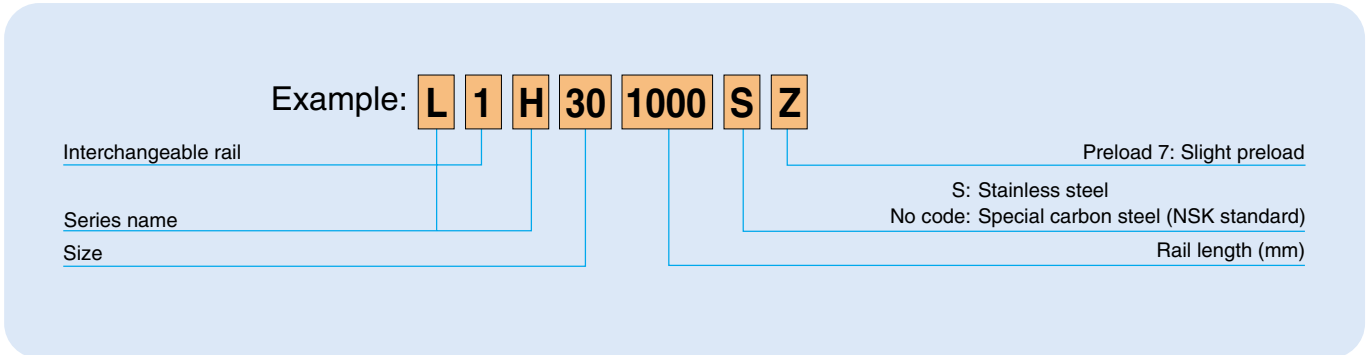 Example: L 1 H 30 1000 S Z
Interchangeable rail
Preload 7: Slight preload
S: Stainless steel
Series name
No code: Special carbon steel (NSK standard)
Size
Rail length (mm)